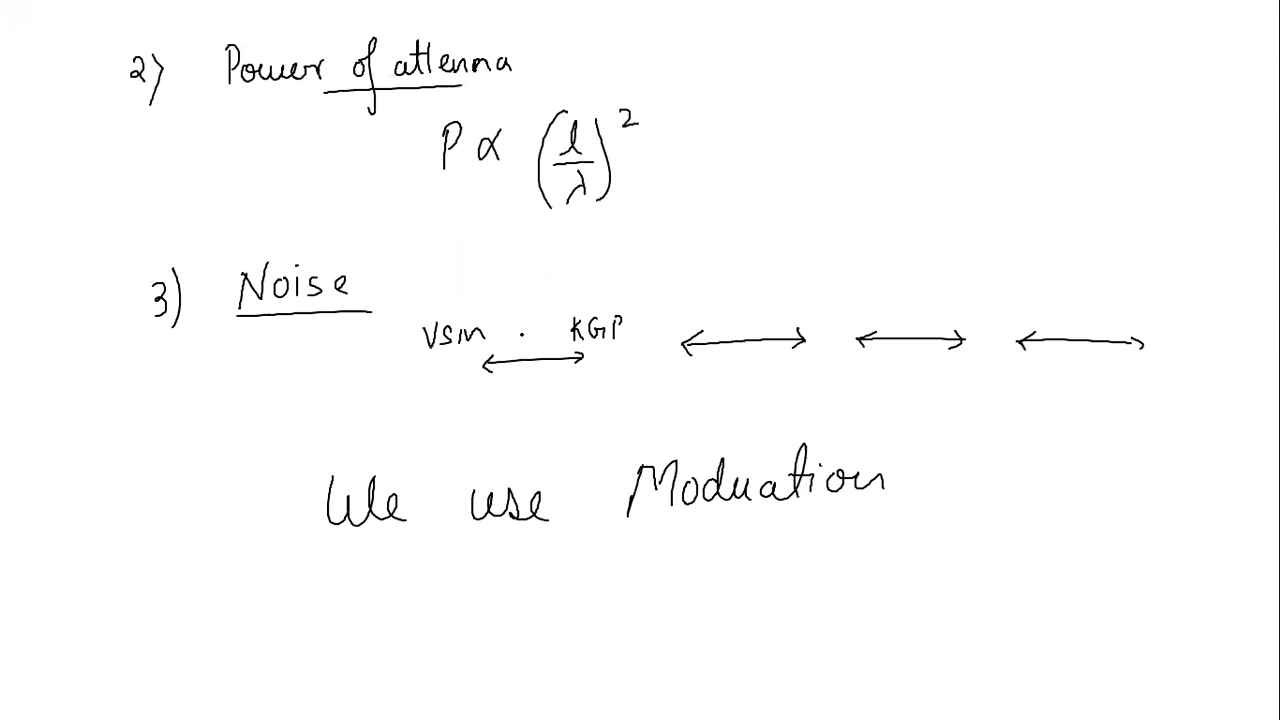 2) Power of attenna
P ∝ (l/λ)²
3) Noise
VSM . KGP
We use Moduation